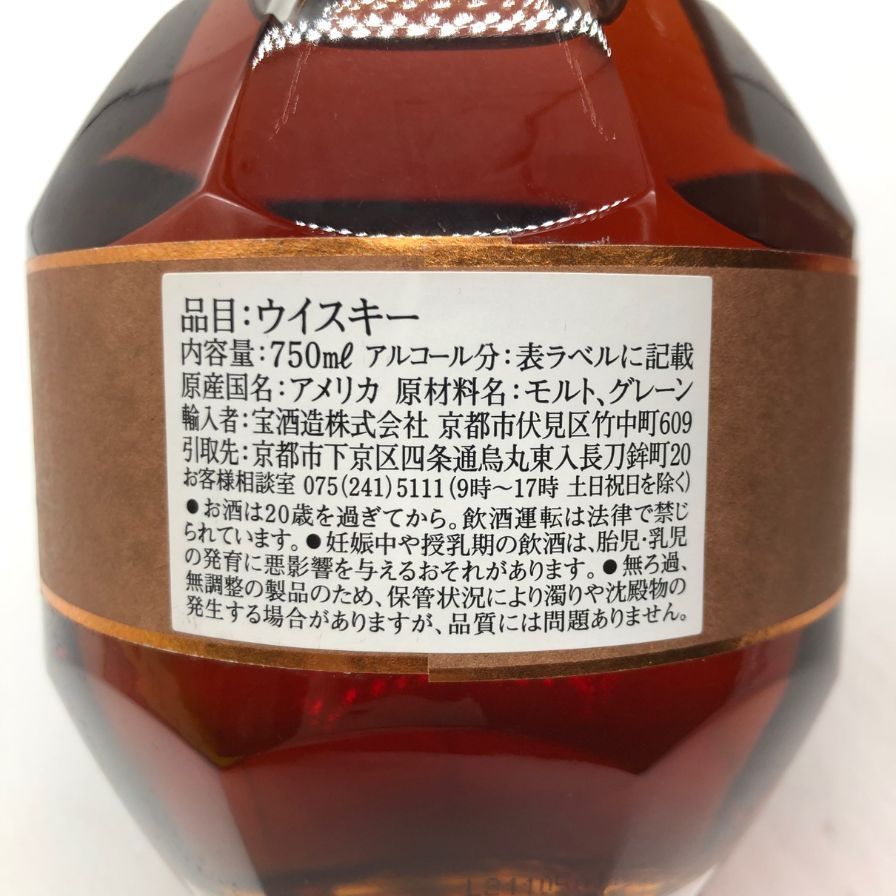 品目:ウイスキー
内容量:750mℓ アルコール分:表ラベルに記載
原産国名:アメリカ 原材料名:モルト、グレーン
輸入者:宝酒造株式会社 京都市伏見区竹中町609
引取先:京都市下京区四条通烏丸東入長刀鉾町20
お客様相談室 075(241)5111(9時〜17時 土日祝日を除く)
●お酒は20歳を過ぎてから。飲酒運転は法律で禁じ
られています。●妊娠中や授乳期の飲酒は、胎児・乳児
の発育に悪影響を与えるおそれがあります。●無ろ過、
無調整の製品のため、保管状況により濁りや沈殿物の
発生する場合がありますが、品質には問題ありません。